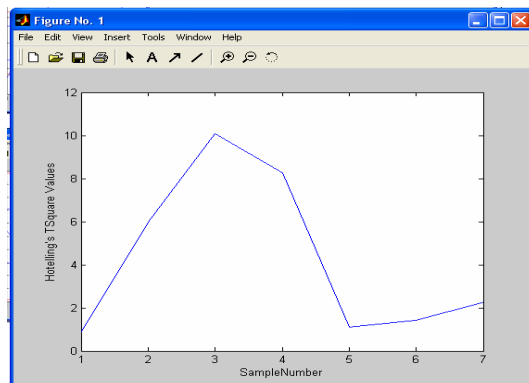 Figure No. 1
File Edit View Insert Tools Window Help
A
12
10
8
6
4
2
0
Hotelling's TSquare Values
1 2 3 4 5 6 7
SampleNumber